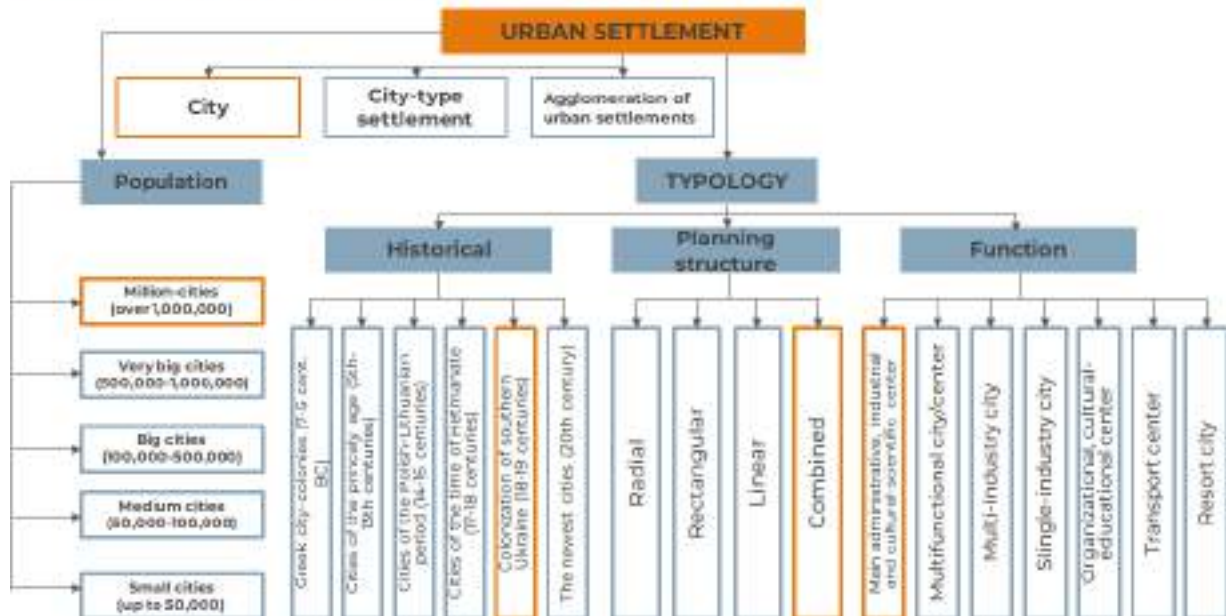 URBAN SETTLEMENT
City
City-type
settlement
Agglomeration of
urban settlements
Population
TYPOLOGY
Historical
Planning
structure
Function
Million-cities
(over 1,000,000)
Very big cities
(500,000-1,000,000)
Big cities
(100,000-500,000)
Medium cities
(50,000-100,000)
Small cities
(up to 50,000)
Greek city-colonies (7-5 cent.
BC)
Cities of the princely age (5th-
13th centuries)
Cities of the Polish-Lithuanian
period (14-16 centuries)
Cities of the time of Hetmanate
(17-18 centuries)
Colonization of southern
Ukraine (18-19 centuries)
The newest cities (20th century)
Radial
Rectangular
Linear
Combined
Main administrative, industrial
and cultural scientific center
Multifunctional city/center
Multi-industry city
Slingle-industry city
'Organizational, cultural-
educational center
Transport center
Resort city